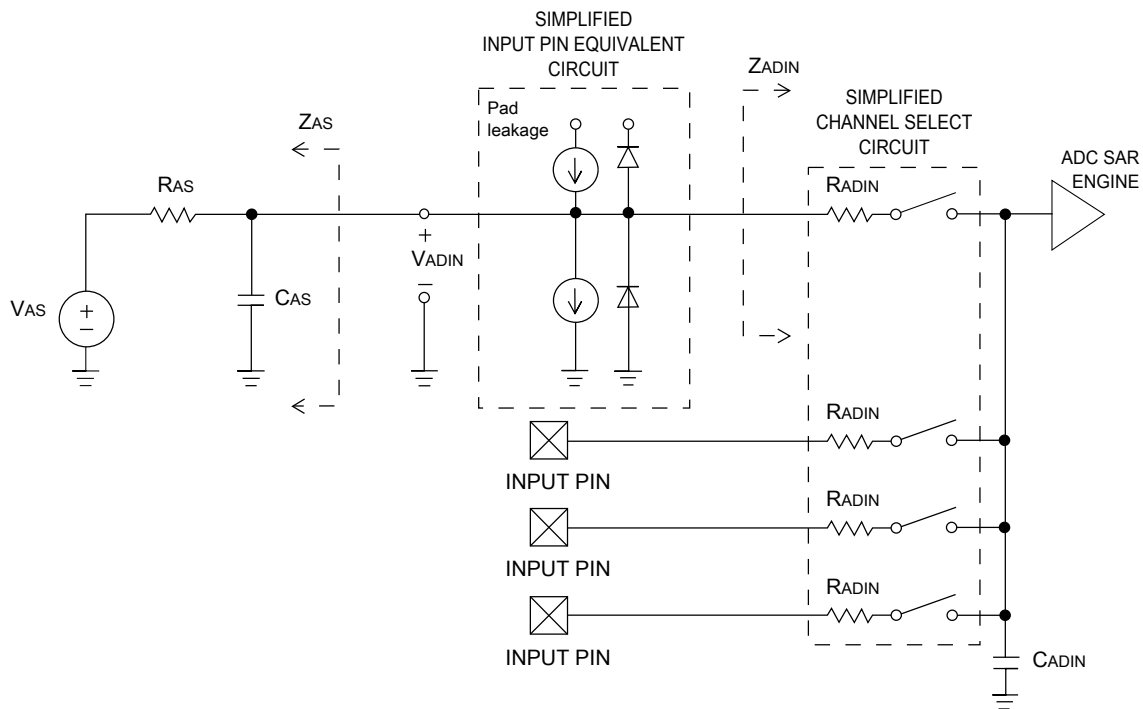 SIMPLIFIED
INPUT PIN EQUIVALENT
CIRCUIT
Pad
leakage
ZADIN
SIMPLIFIED
CHANNEL SELECT
CIRCUIT
ADC SAR
ENGINE
ZAS
RAS
RADIN
+
VADIN
–
CAS
VAS
+
–
RADIN
INPUT PIN
RADIN
INPUT PIN
RADIN
INPUT PIN
CADIN